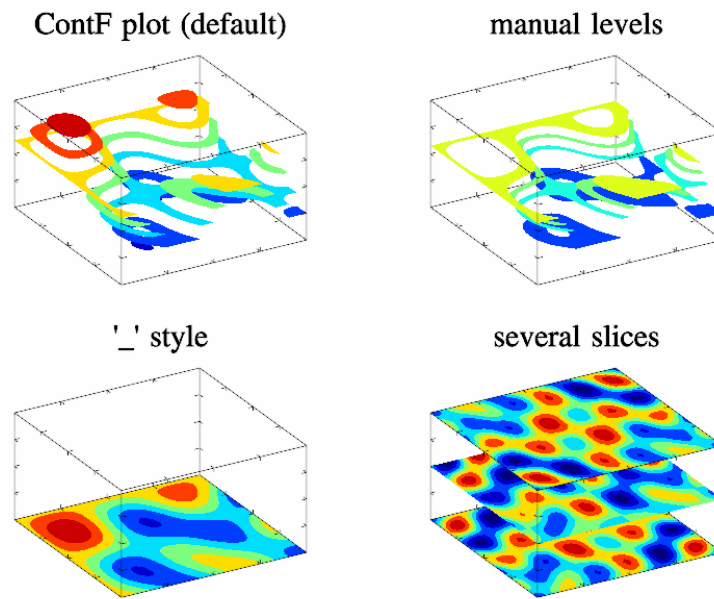 ContF plot (default)
manual levels
'_' style
several slices